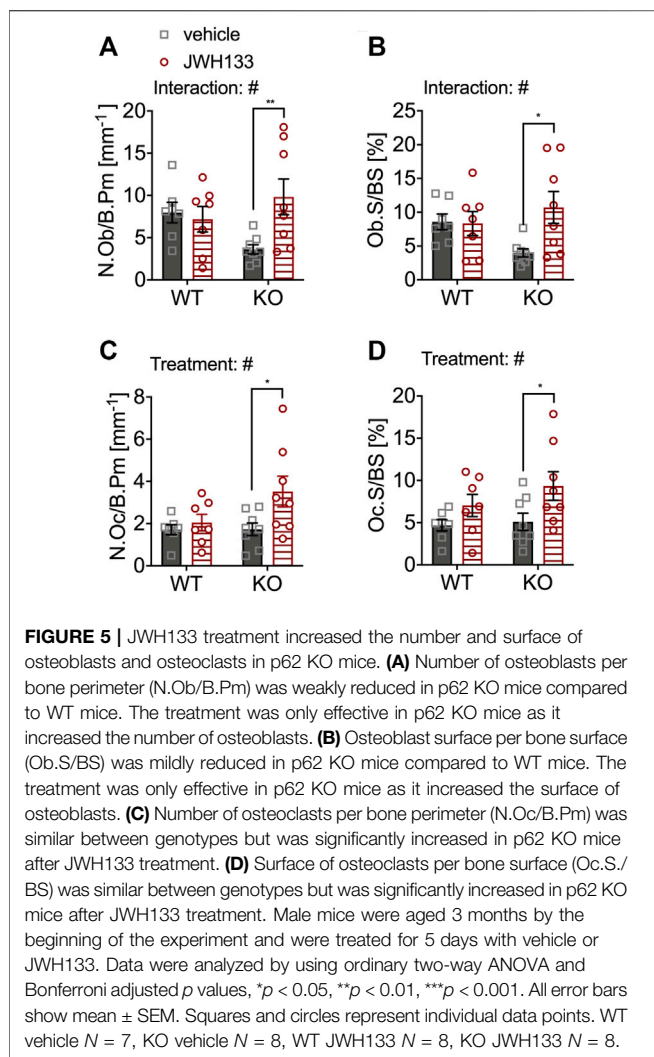 vehicle
JWH133
A
Interaction: #
**
N.Ob/B.Pm [mm⁻¹]
20
15
10
5
0
WT
KO
B
Interaction: #
*
Ob.S/BS [%]
25
20
15
10
5
0
WT
KO
C
Treatment: #
*
N.Oc/B.Pm [mm⁻¹]
8
6
4
2
0
WT
KO
D
Treatment: #
*
Oc.S/BS [%]
20
15
10
5
0
WT
KO
FIGURE 5 | JWH133 treatment increased the number and surface of
osteoblasts and osteoclasts in p62 KO mice. (A) Number of osteoblasts per
bone perimeter (N.Ob/B.Pm) was weakly reduced in p62 KO mice compared
to WT mice. The treatment was only effective in p62 KO mice as it
increased the number of osteoblasts. (B) Osteoblast surface per bone surface
(Ob.S/BS) was mildly reduced in p62 KO mice compared to WT mice. The
treatment was only effective in p62 KO mice as it increased the surface of
osteoblasts. (C) Number of osteoclasts per bone perimeter (N.Oc/B.Pm) was
similar between genotypes but was significantly increased in p62 KO mice
after JWH133 treatment. (D) Surface of osteoclasts per bone surface (Oc.S./
BS) was similar between genotypes but was significantly increased in p62 KO
mice after JWH133 treatment. Male mice were aged 3 months by the
beginning of the experiment and were treated for 5 days with vehicle or
JWH133. Data were analyzed by using ordinary two-way ANOVA and
Bonferroni adjusted p values, *p < 0.05, **p < 0.01, ***p < 0.001. All error bars
show mean ± SEM. Squares and circles represent individual data points. WT
vehicle N = 7, KO vehicle N = 8, WT JWH133 N = 8, KO JWH133 N = 8.